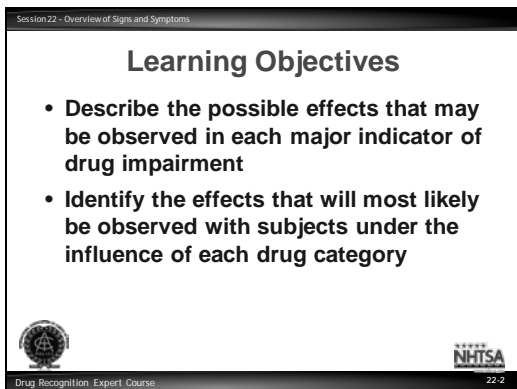 Session 22 - Overview of Signs and Symptoms
Learning Objectives
• Describe the possible effects that may
be observed in each major indicator of
drug impairment
• Identify the effects that will most likely
be observed with subjects under the
influence of each drug category
NHTSA
Drug Recognition Expert Course
22-2